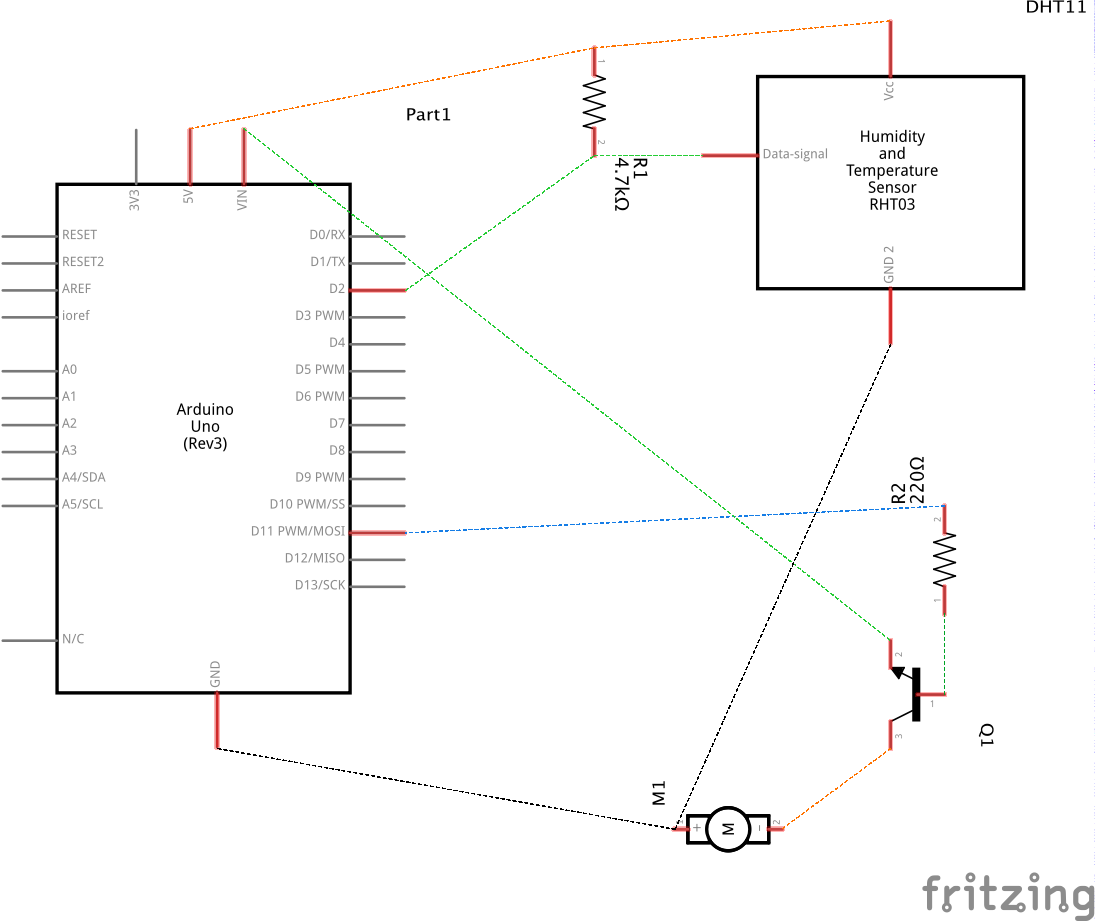 DHT11
Part1
1
2
R1
4.7kΩ
Vcc
Data-signal
Humidity
and
Temperature
Sensor
RHT03
GND 2
3V3
5V
VIN
RESET
RESET2
AREF
ioref
A0
A1
A2
A3
A4/SDA
A5/SCL
N/C
D0/RX
D1/TX
D2
D3 PWM
D4
D5 PWM
D6 PWM
D7
D8
D9 PWM
D10 PWM/SS
D11 PWM/MOSI
D12/MISO
D13/SCK
Arduino
Uno
(Rev3)
GND
R2
220Ω
2
1
2
1
3
Q1
M1
1
+
M
-
2
fritzing